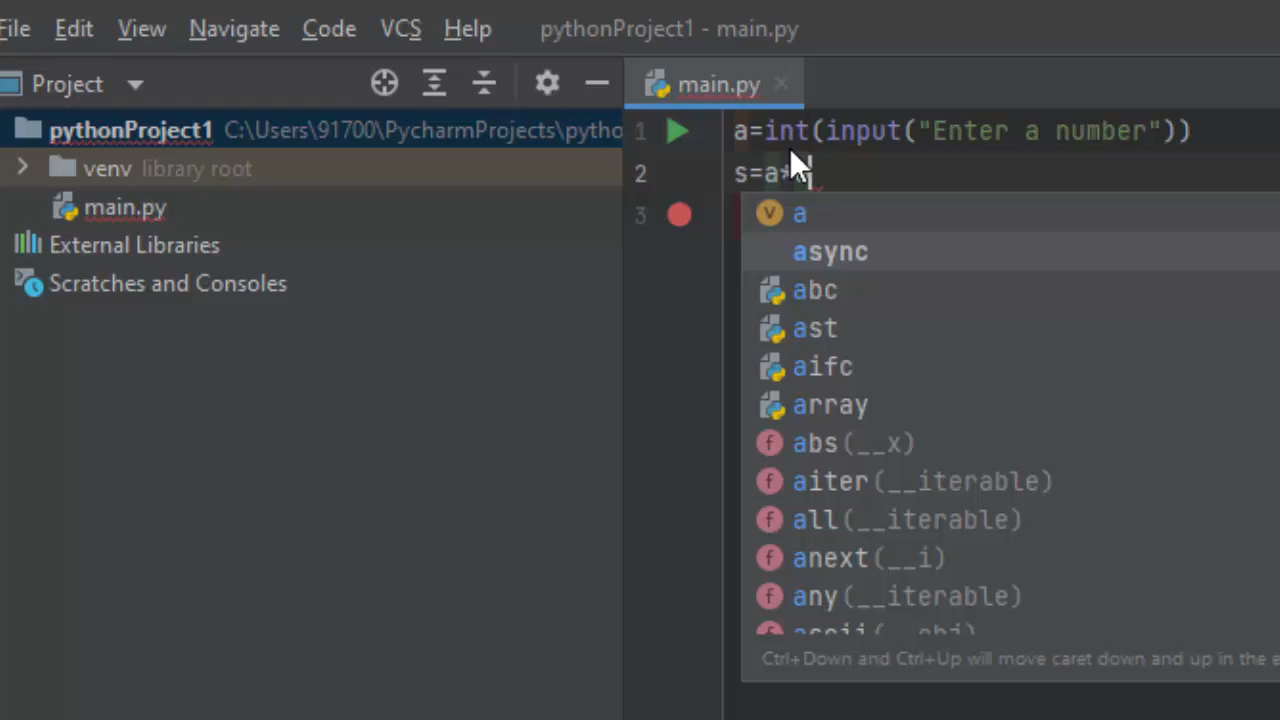 File Edit View Navigate Code VCS Help pythonProject1 - main.py
Project
main.py
pythonProject1 C:\Users\91700\PycharmProjects\pytho
venv library root
main.py
External Libraries
Scratches and Consoles
1 a=int(input("Enter a number"))
2 s=a*
3
V a
async
abc
ast
aifc
array
f abs(__x)
f aiter(__iterable)
f all(__iterable)
f anext(__i)
f any(__iterable)
ascii(__obj)
Ctrl+Down and Ctrl+Up will move caret down and up in the e